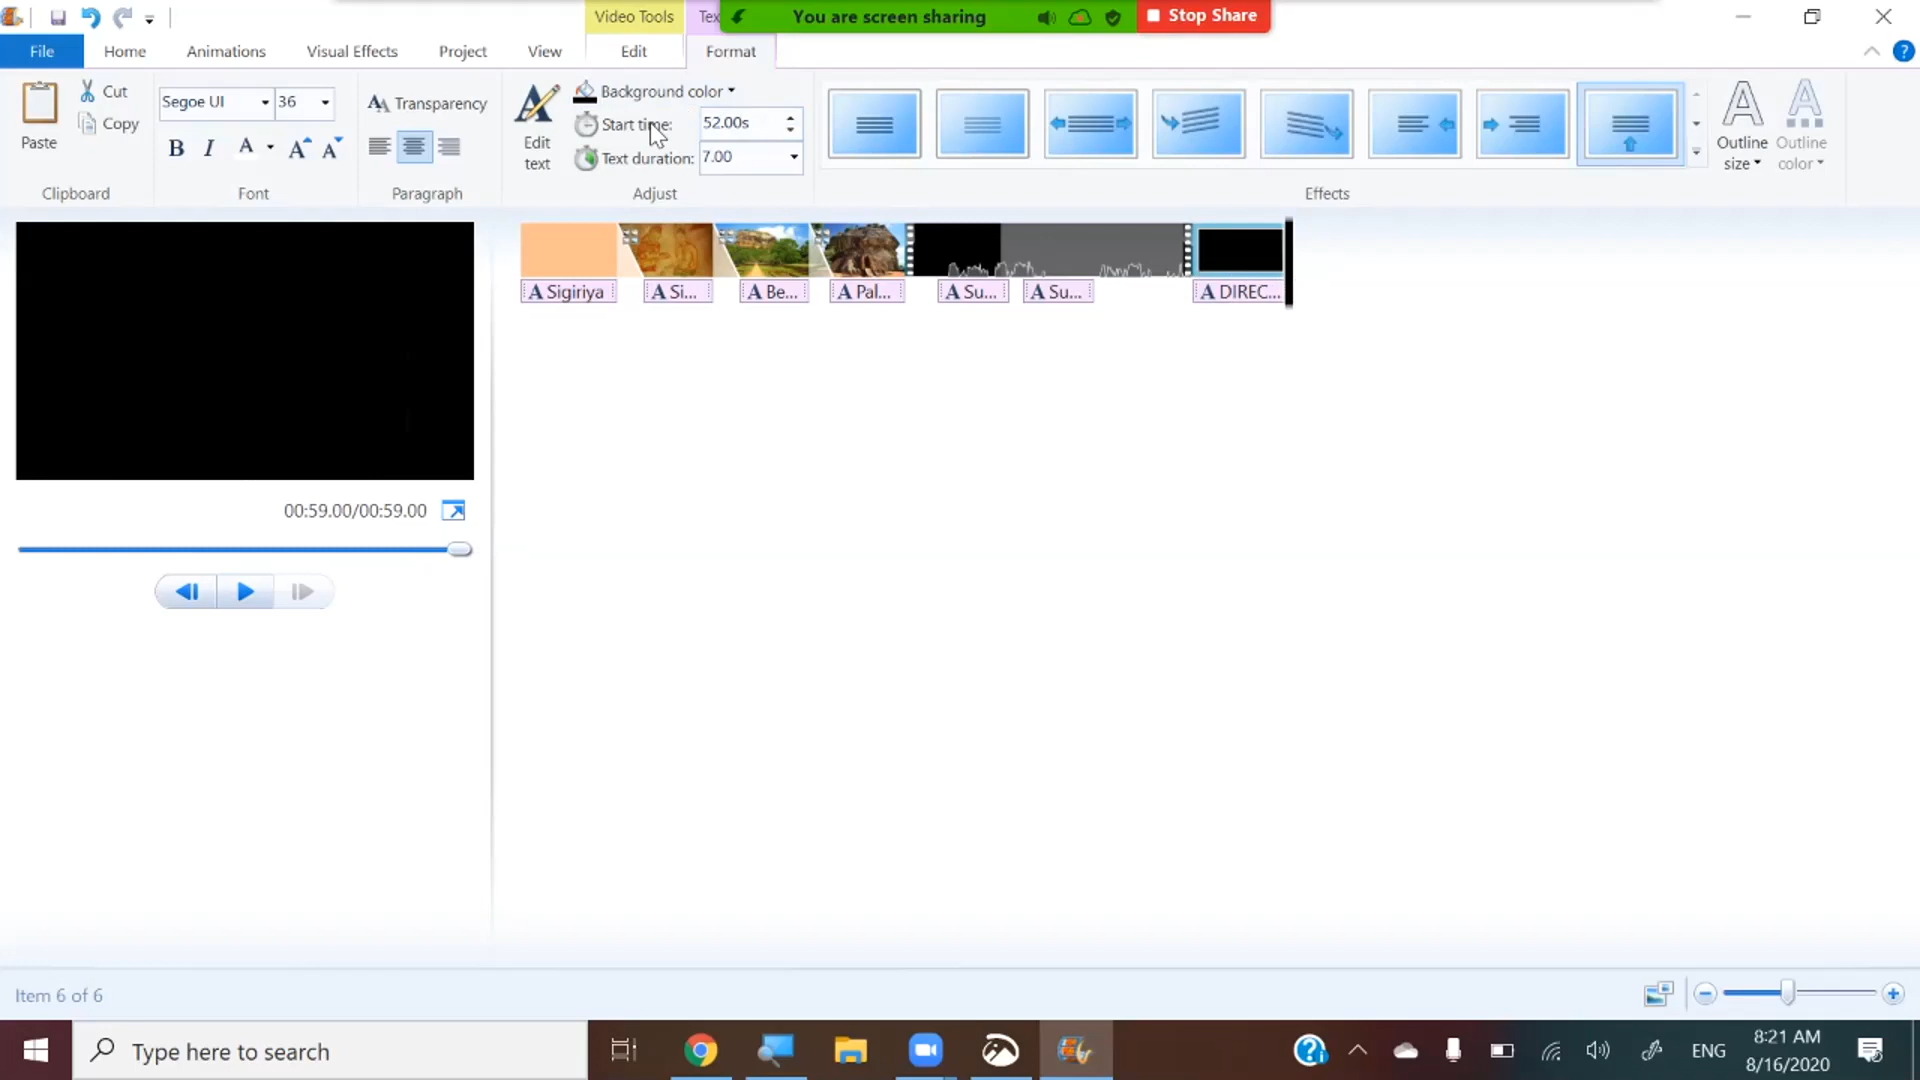 Video Tools
Tex
You are screen sharing
Stop Share
File
Home
Animations
Visual Effects
Project
View
Edit
Format
Paste
Cut
Copy
Clipboard
Segoe UI
36
B I A A A
Font
Transparency
Paragraph
Edit
text
Background color
Start time: 52.00s
Text duration: 7.00
Adjust
Effects
Outline
size
Outline
color
A Sigiriya
A Si...
A Be...
A Pal...
A Su...
A Su...
A DIREC...
00:59.00/00:59.00
Item 6 of 6
Type here to search
ENG
8:21 AM
8/16/2020